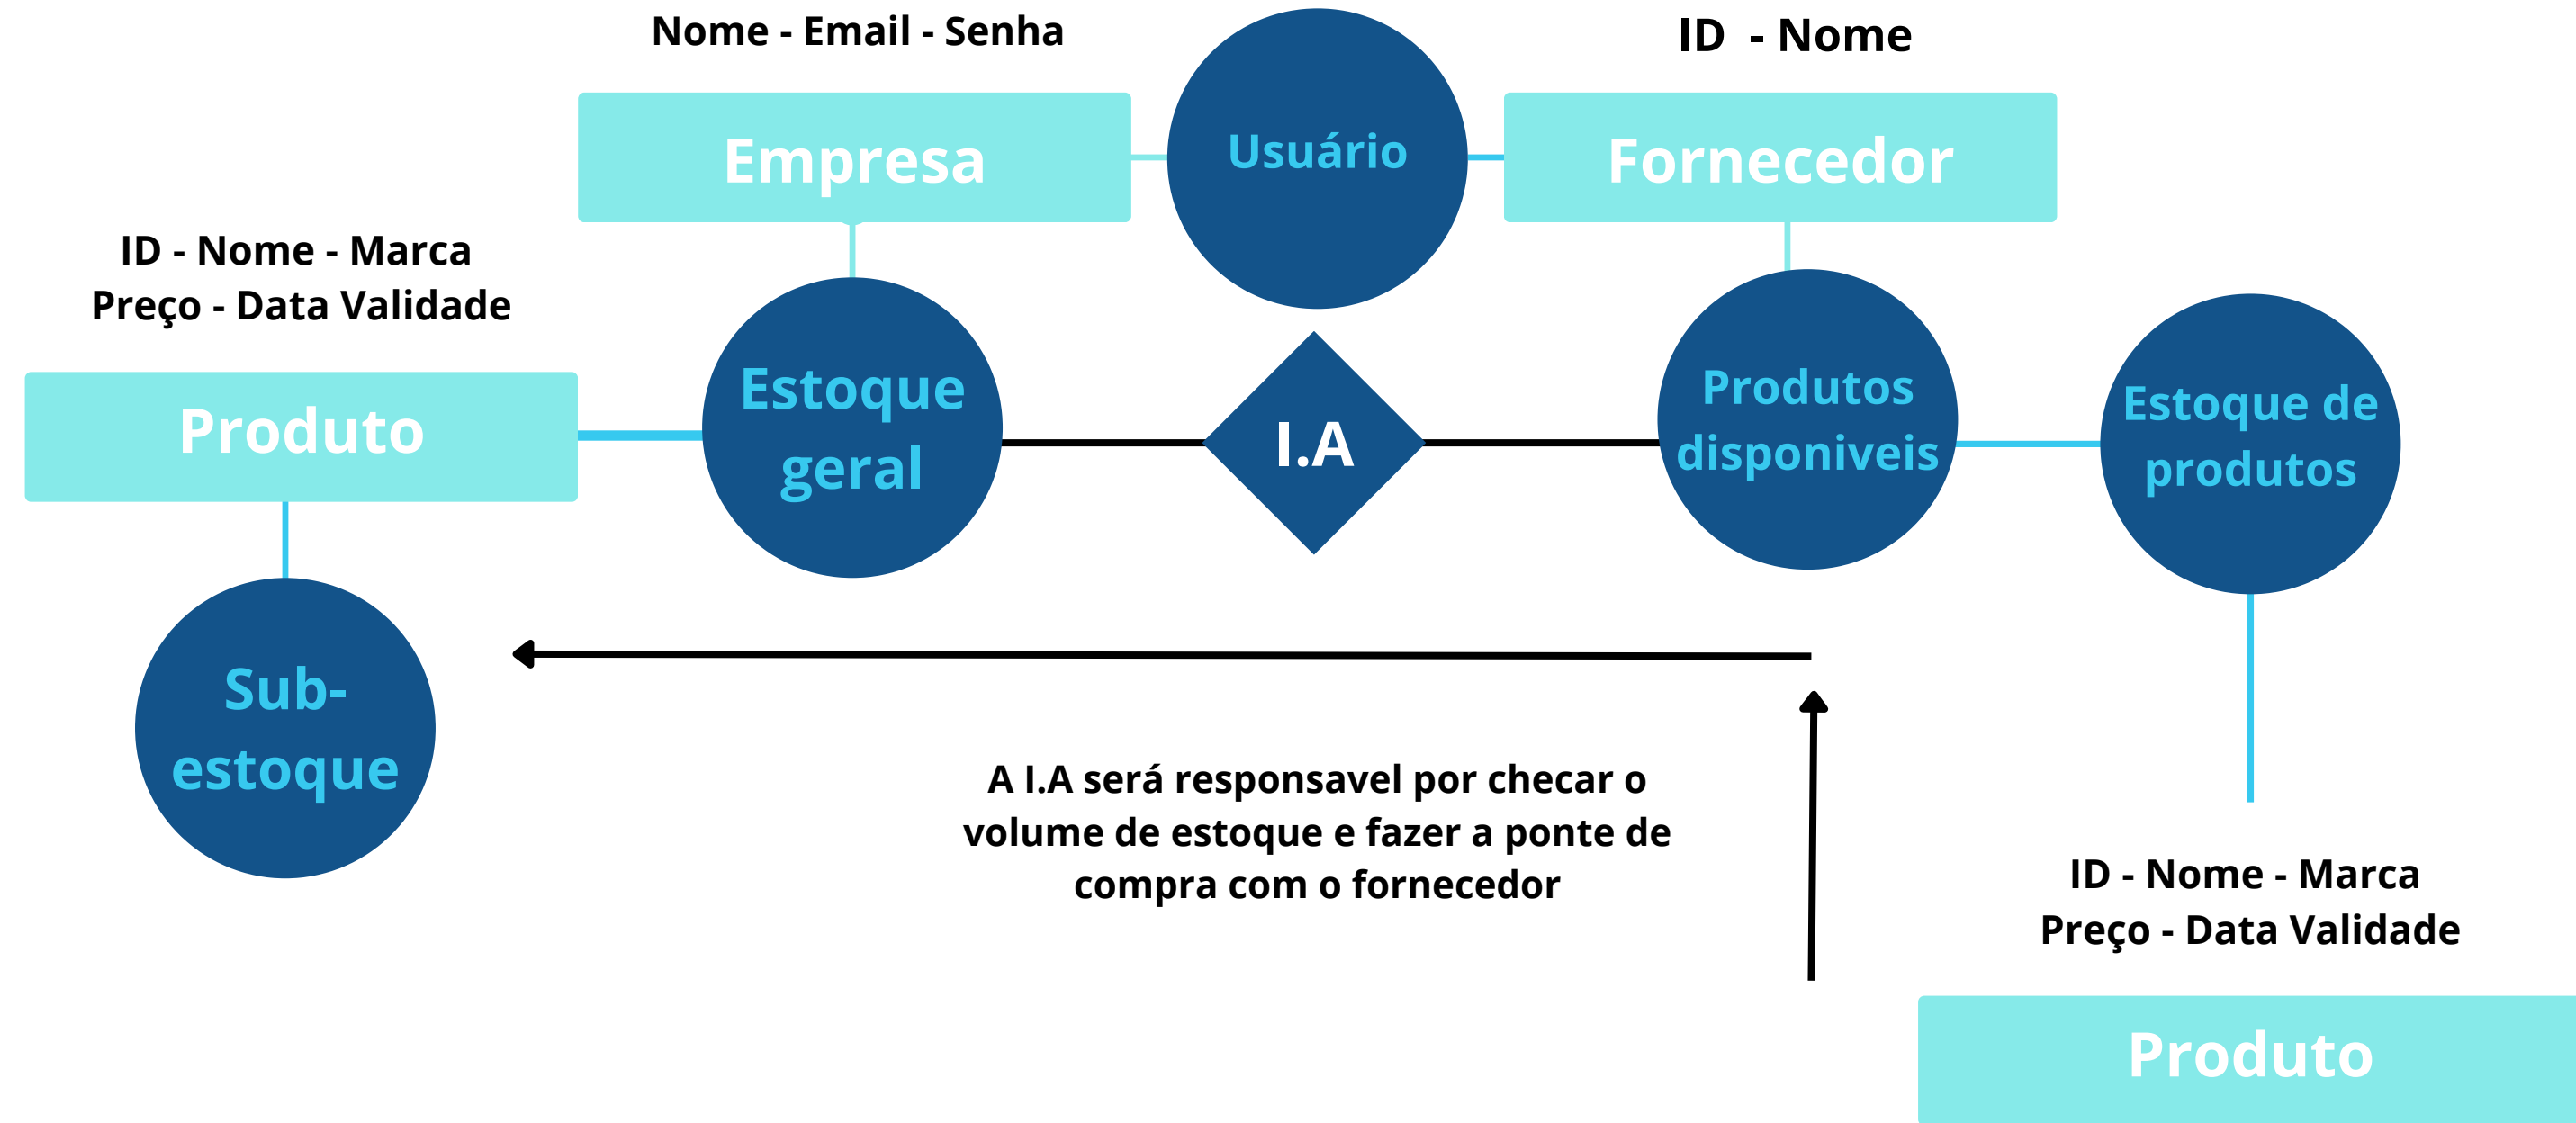 Nome - Email - Senha
ID - Nome
Empresa
Usuário
Fornecedor
ID - Nome - Marca
Preço - Data Validade
Produto
Estoque
geral
I.A
Produtos
disponiveis
Estoque de
produtos
Sub-
estoque
A I.A será responsavel por checar o
volume de estoque e fazer a ponte de
compra com o fornecedor
ID - Nome - Marca
Preço - Data Validade
Produto